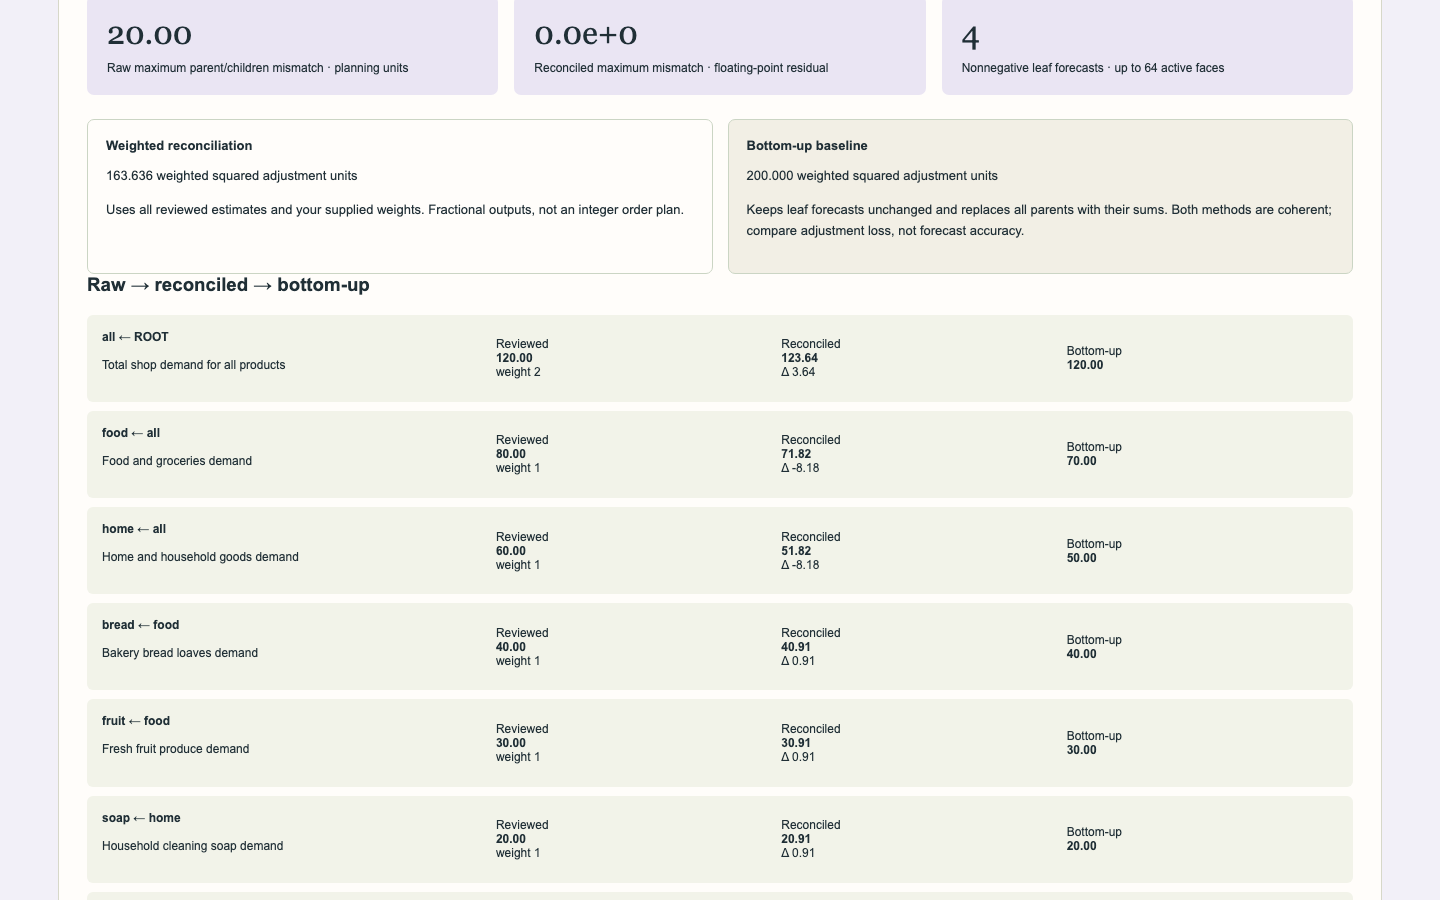 20.00
Raw maximum parent/children mismatch · planning units
0.0e+0
Reconciled maximum mismatch · floating-point residual
4
Nonnegative leaf forecasts · up to 64 active faces
Weighted reconciliation
163.636 weighted squared adjustment units
Uses all reviewed estimates and your supplied weights. Fractional outputs, not an integer order plan.
Bottom-up baseline
200.000 weighted squared adjustment units
Keeps leaf forecasts unchanged and replaces all parents with their sums. Both methods are coherent;
compare adjustment loss, not forecast accuracy.
Raw → reconciled → bottom-up
all ← ROOT
Total shop demand for all products
Reviewed
120.00
weight 2
Reconciled
123.64
Δ 3.64
Bottom-up
120.00
food ← all
Food and groceries demand
Reviewed
80.00
weight 1
Reconciled
71.82
Δ -8.18
Bottom-up
70.00
home ← all
Home and household goods demand
Reviewed
60.00
weight 1
Reconciled
51.82
Δ -8.18
Bottom-up
50.00
bread ← food
Bakery bread loaves demand
Reviewed
40.00
weight 1
Reconciled
40.91
Δ 0.91
Bottom-up
40.00
fruit ← food
Fresh fruit produce demand
Reviewed
30.00
weight 1
Reconciled
30.91
Δ 0.91
Bottom-up
30.00
soap ← home
Household cleaning soap demand
Reviewed
20.00
weight 1
Reconciled
20.91
Δ 0.91
Bottom-up
20.00